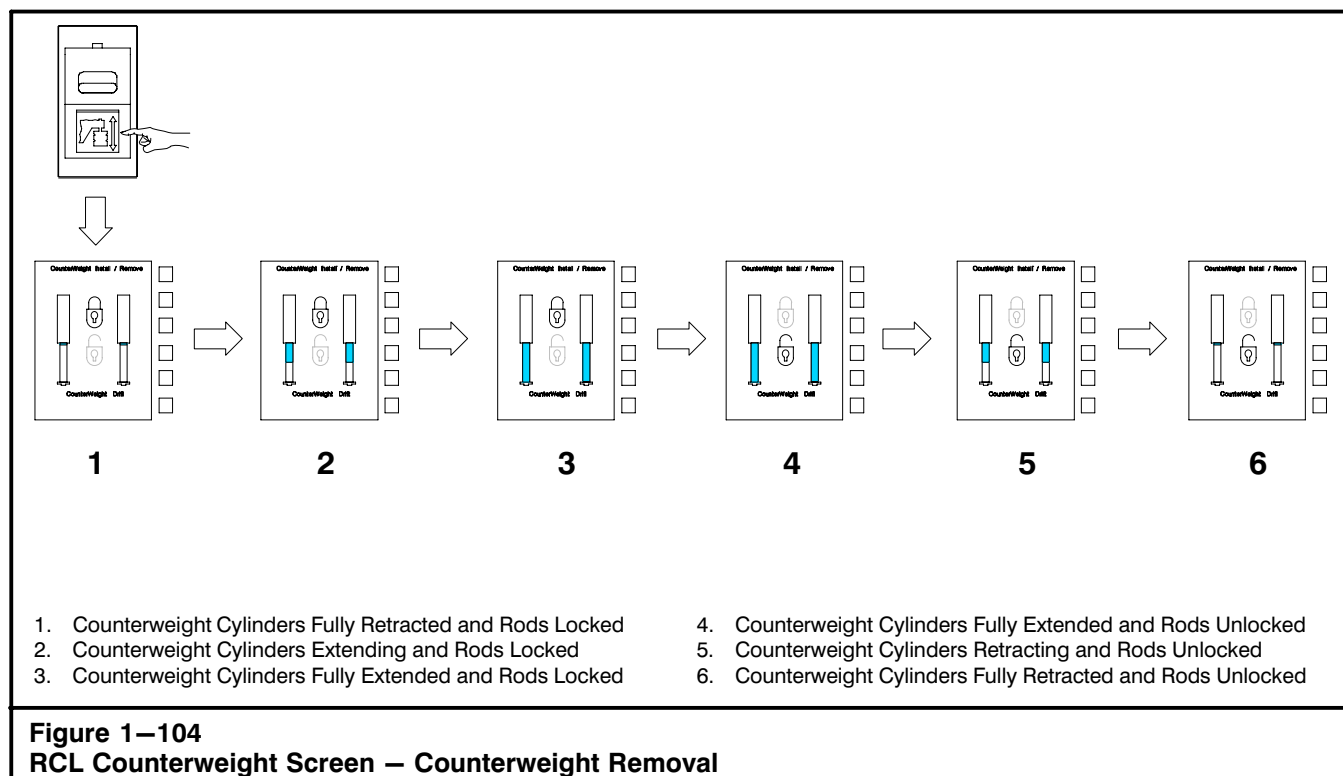 CounterWeight Install / Remove
CounterWeight Drill
CounterWeight Install / Remove
CounterWeight Drill
CounterWeight Install / Remove
CounterWeight Drill
CounterWeight Install / Remove
CounterWeight Drill
CounterWeight Install / Remove
CounterWeight Drill
CounterWeight Install / Remove
CounterWeight Drill
1 2 3 4 5 6
1. Counterweight Cylinders Fully Retracted and Rods Locked
2. Counterweight Cylinders Extending and Rods Locked
3. Counterweight Cylinders Fully Extended and Rods Locked
4. Counterweight Cylinders Fully Extended and Rods Unlocked
5. Counterweight Cylinders Retracting and Rods Unlocked
6. Counterweight Cylinders Fully Retracted and Rods Unlocked
Figure 1–104
RCL Counterweight Screen – Counterweight Removal